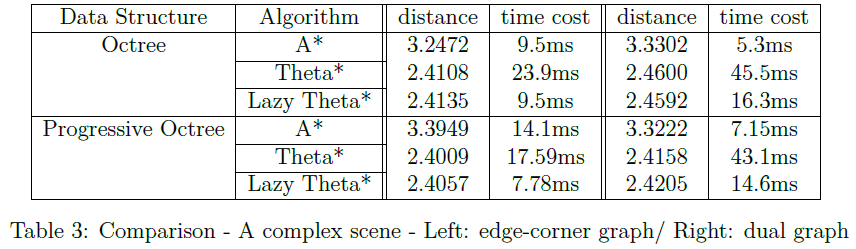 Data Structure Algorithm distance time cost distance time cost
Octree A* 3.2472 9.5ms 3.3302 5.3ms
Theta* 2.4108 23.9ms 2.4600 45.5ms
Lazy Theta* 2.4135 9.5ms 2.4592 16.3ms
Progressive Octree A* 3.3949 14.1ms 3.3222 7.15ms
Theta* 2.4009 17.59ms 2.4158 43.1ms
Lazy Theta* 2.4057 7.78ms 2.4205 14.6ms
Table 3: Comparison - A complex scene - Left: edge-corner graph/ Right: dual graph